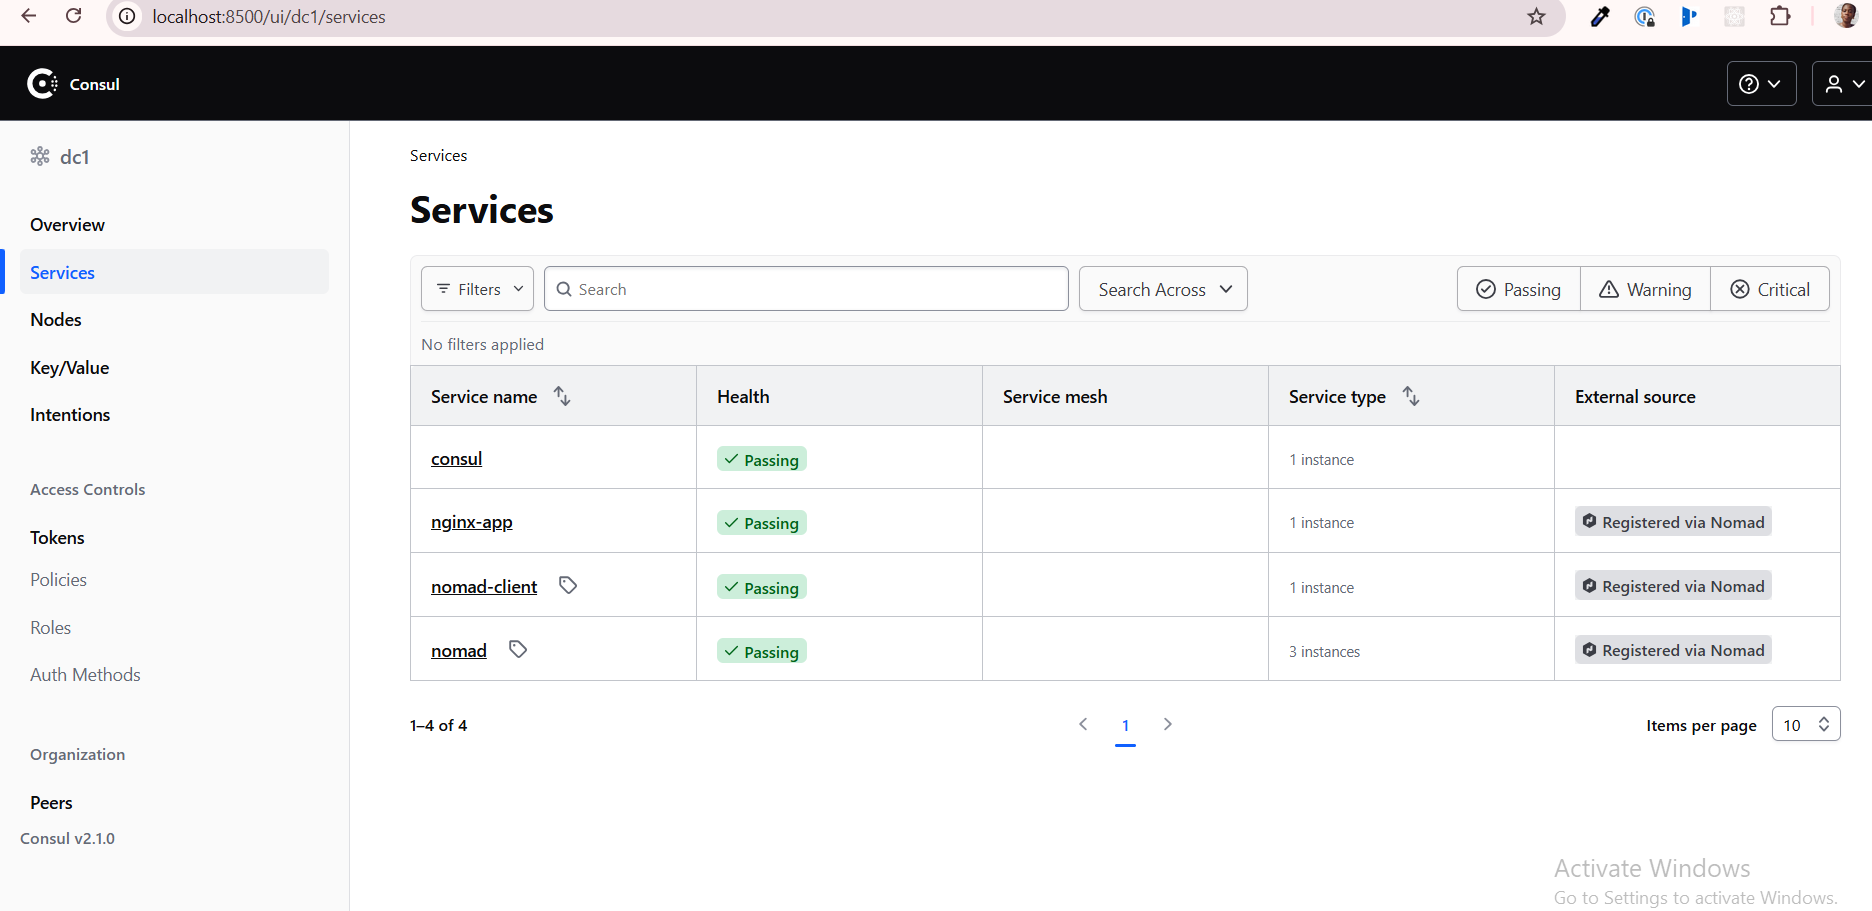 localhost:8500/ui/dc1/services
Consul
dc1
Overview
Services
Nodes
Key/Value
Intentions
Access Controls
Tokens
Policies
Roles
Auth Methods
Organization
Peers
Consul v2.1.0
Services
Services
Filters Search Search Across Passing Warning Critical
No filters applied
Service name Health Service mesh Service type External source
consul Passing 1 instance
nginx-app Passing 1 instance Registered via Nomad
nomad-client Passing 1 instance Registered via Nomad
nomad Passing 3 instances Registered via Nomad
1–4 of 4 1 Items per page 10
Activate Windows
Go to Settings to activate Windows.